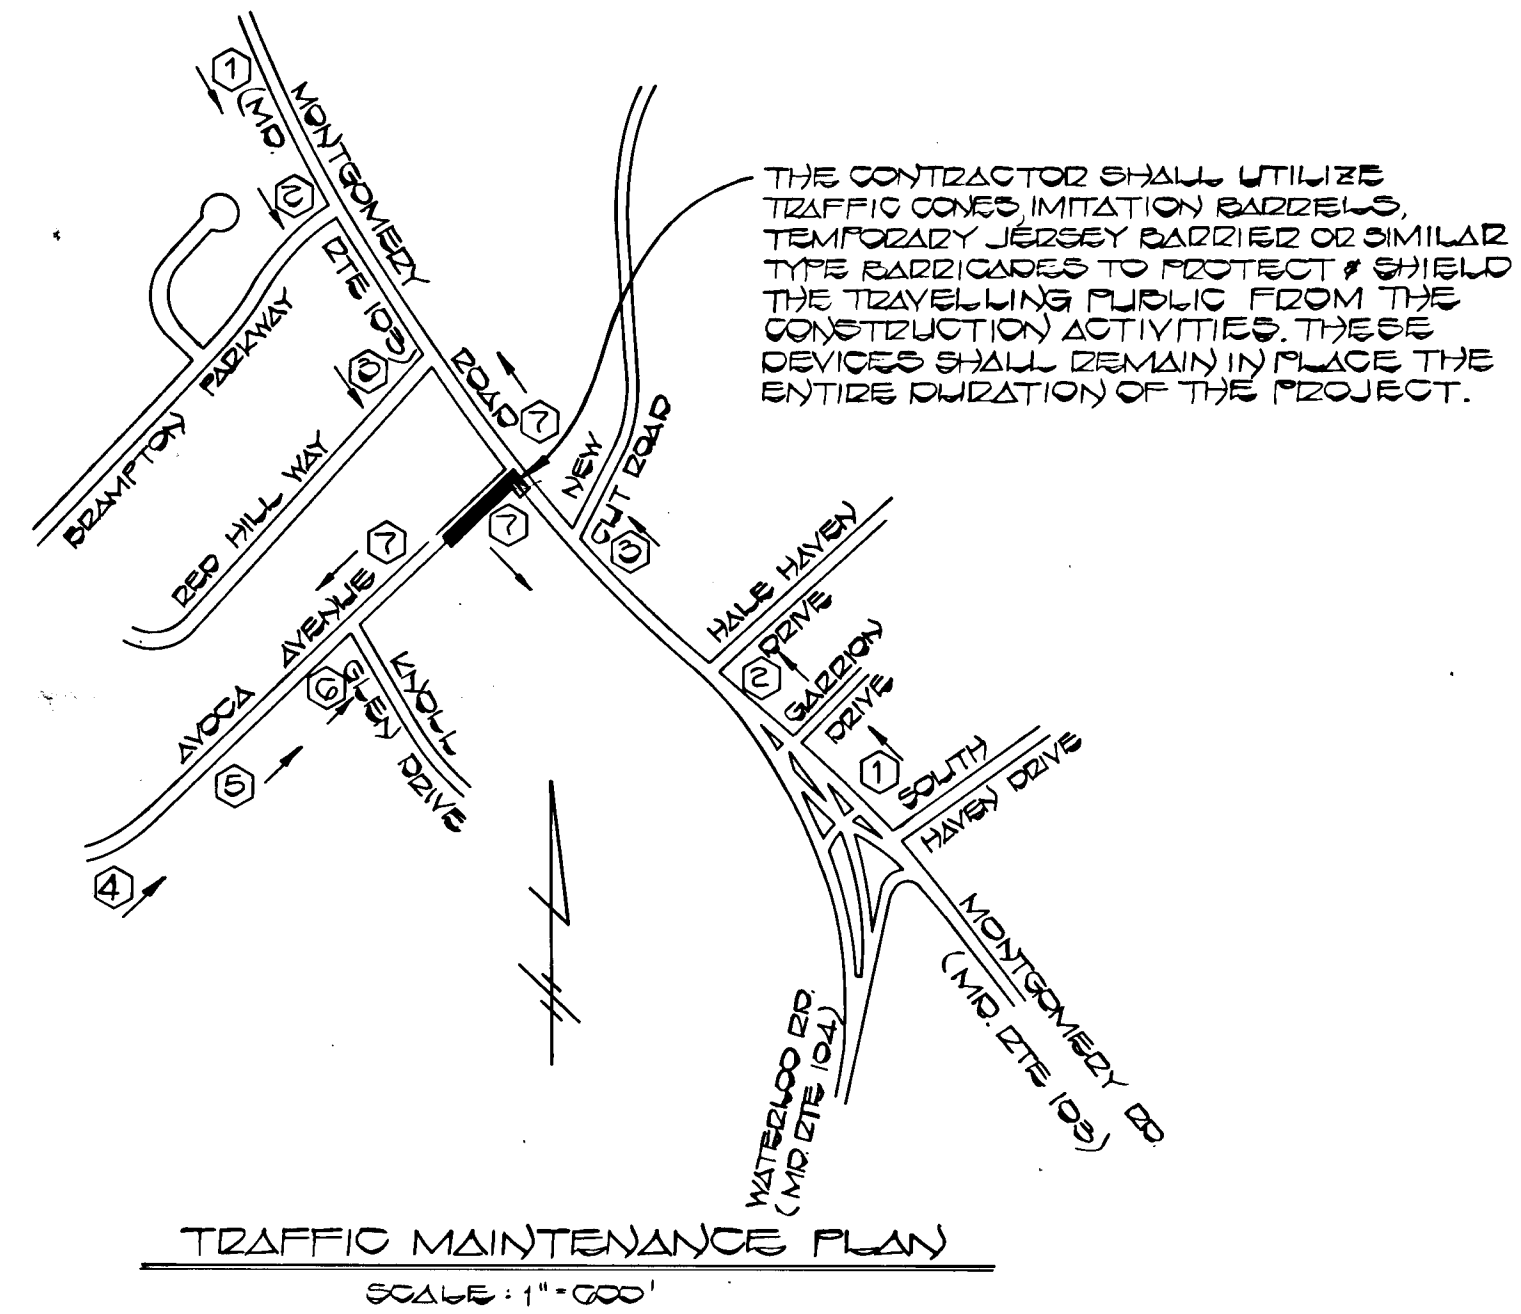 1
(MD.
MONTGOMERY
2
RTE 103
3
ROAD
7
THE CONTRACTOR SHALL UTILIZE
TRAFFIC CONES, IMITATION BARRELS,
TEMPORARY JERSEY BARRIER OR SIMILAR
TYPE BARRICADES TO PROTECT & SHIELD
THE TRAVELLING PUBLIC FROM THE
CONSTRUCTION ACTIVITIES. THESE
DEVICES SHALL REMAIN IN PLACE THE
ENTIRE DURATION OF THE PROJECT.
BRAMPTON PARKWAY
RED HILL WAY
NEW
CUT ROAD
3
7
7
AVOCA AVENUE
6
5
4
GLEN
KNOLL
DRIVE
HALE HAVEN
DRIVE
2
GARRION
DRIVE
1
SOUTH
HAVEN DRIVE
MONTGOMERY RD.
(MD. RTE 103)
WATERLOO RD.
(MD. RTE 104)
TRAFFIC MAINTENANCE PLAN
SCALE: 1" = 600'